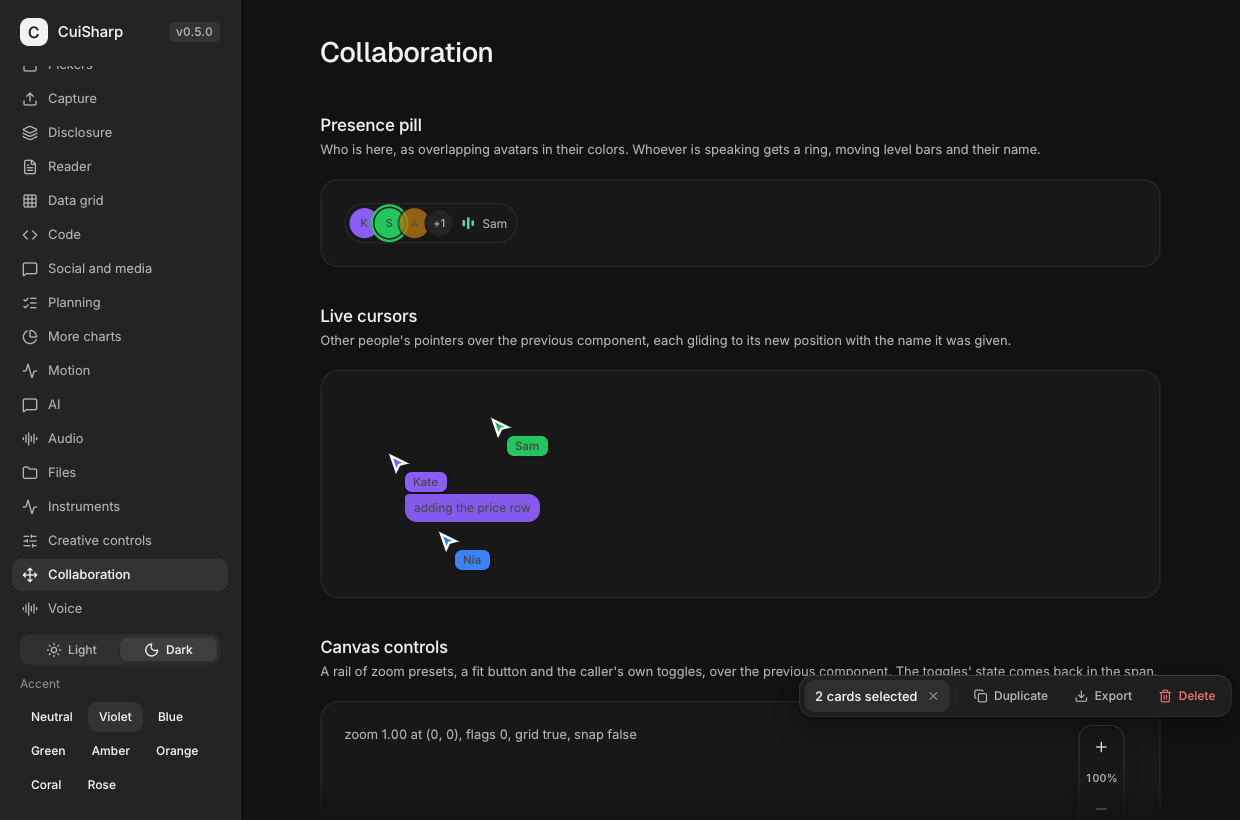 C CuiSharp v0.5.0
Pickers
Capture
Disclosure
Reader
Data grid
Code
Social and media
Planning
More charts
Motion
AI
Audio
Files
Instruments
Creative controls
Collaboration
Voice
Light Dark
Accent
Neutral Violet Blue
Green Amber Orange
Coral Rose
Collaboration
Presence pill
Who is here, as overlapping avatars in their colors. Whoever is speaking gets a ring, moving level bars and their name.
K S A +1 Sam
Live cursors
Other people's pointers over the previous component, each gliding to its new position with the name it was given.
Sam
Kate
adding the price row
Nia
Canvas controls
A rail of zoom presets, a fit button and the caller's own toggles, over the previous component. The toggles' state comes back in the span.
2 cards selected Duplicate Export Delete
zoom 1.00 at (0, 0), flags 0, grid true, snap false
100%